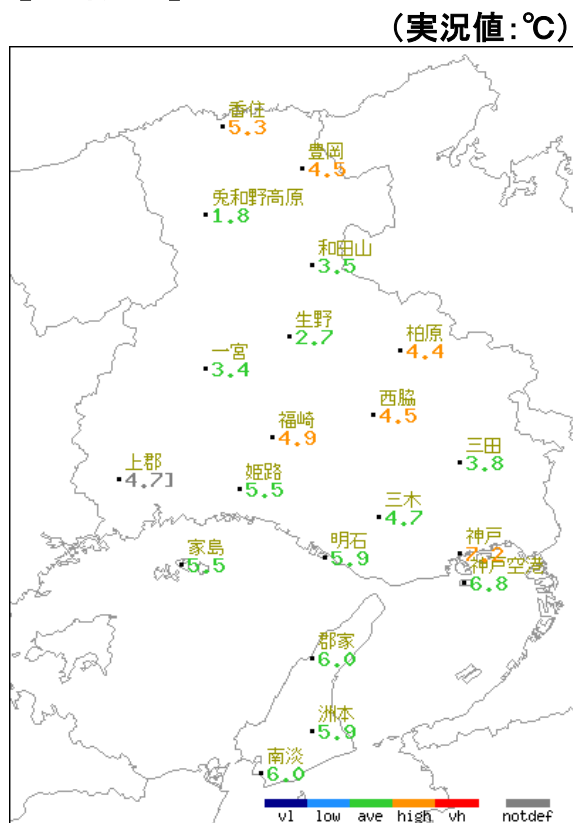 (実況値:℃)
香住
5.3
豊岡
4.5
兎和野高原
1.8
和田山
3.5
生野
2.7
柏原
4.4
一宮
3.4
西脇
4.5
福崎
4.9
三田
3.8
上郡
4.7]
姫路
5.5
三木
4.7
神戸
7.2
家島
5.5
明石
5.9
神戸空港
6.8
郡家
6.0
洲本
5.9
南淡
6.0
vl low ave high vh notdef